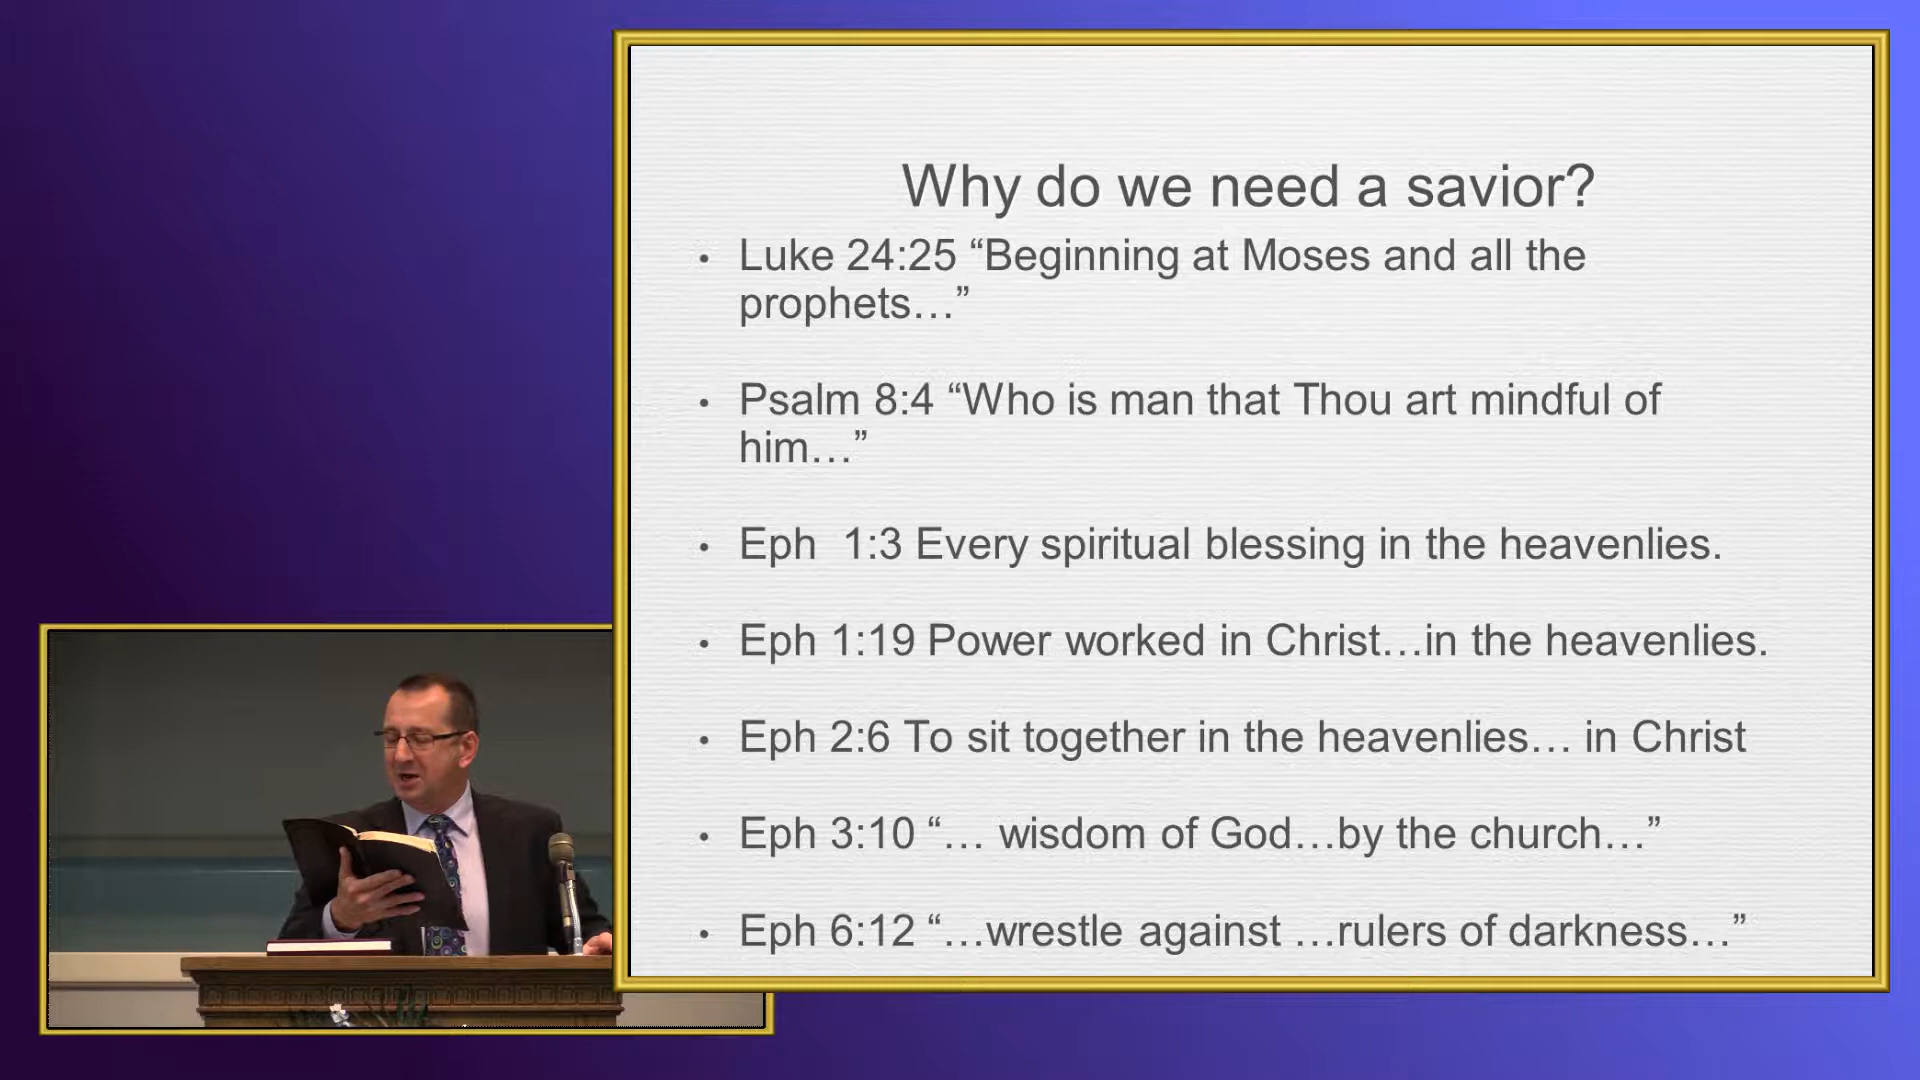 Why do we need a savior?
• Luke 24:25 “Beginning at Moses and all the
prophets…”
• Psalm 8:4 “Who is man that Thou art mindful of
him…”
• Eph  1:3 Every spiritual blessing in the heavenlies.
• Eph 1:19 Power worked in Christ…in the heavenlies.
• Eph 2:6 To sit together in the heavenlies… in Christ
• Eph 3:10 “… wisdom of God…by the church…”
• Eph 6:12 “…wrestle against …rulers of darkness…”